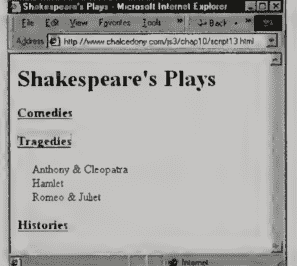 Shakespeare's Plays - Microsoft Internet Explorer
File Edit View Favorites Tools » Back
Address http://www.chalcedony.com/js3/chap10/script13.html
Shakespeare's Plays
Comedies
Tragedies
Anthony & Cleopatra
Hamlet
Romeo & Juliet
Histories
Internet